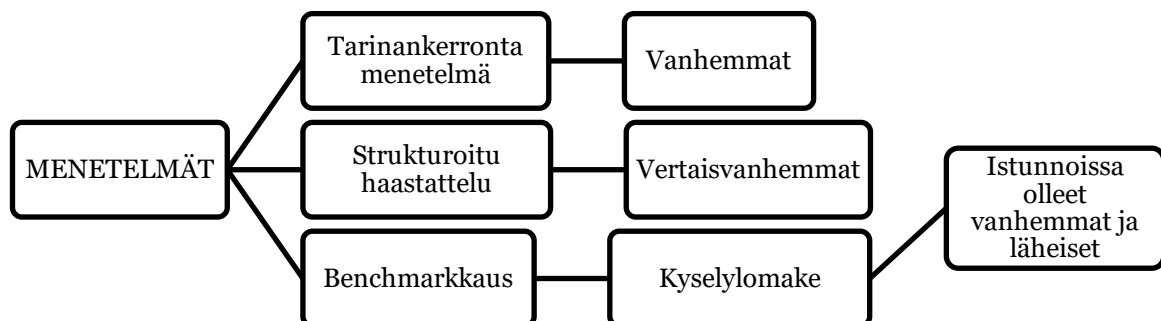 Tarinankerronta
menetelmä
Vanhemmat
MENETELMÄT
Strukturoitu
haastattelu
Vertaisvanhemmat
Istunnoissa
olleet
vanhemmat ja
läheiset
Benchmarkkaus
Kyselylomake